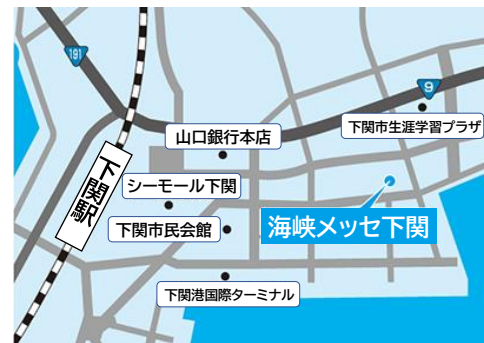 191
9
下関市生涯学習プラザ
山口銀行本店
下関駅
シーモール下関
下関市民会館
海峡メッセ下関
下関港国際ターミナル